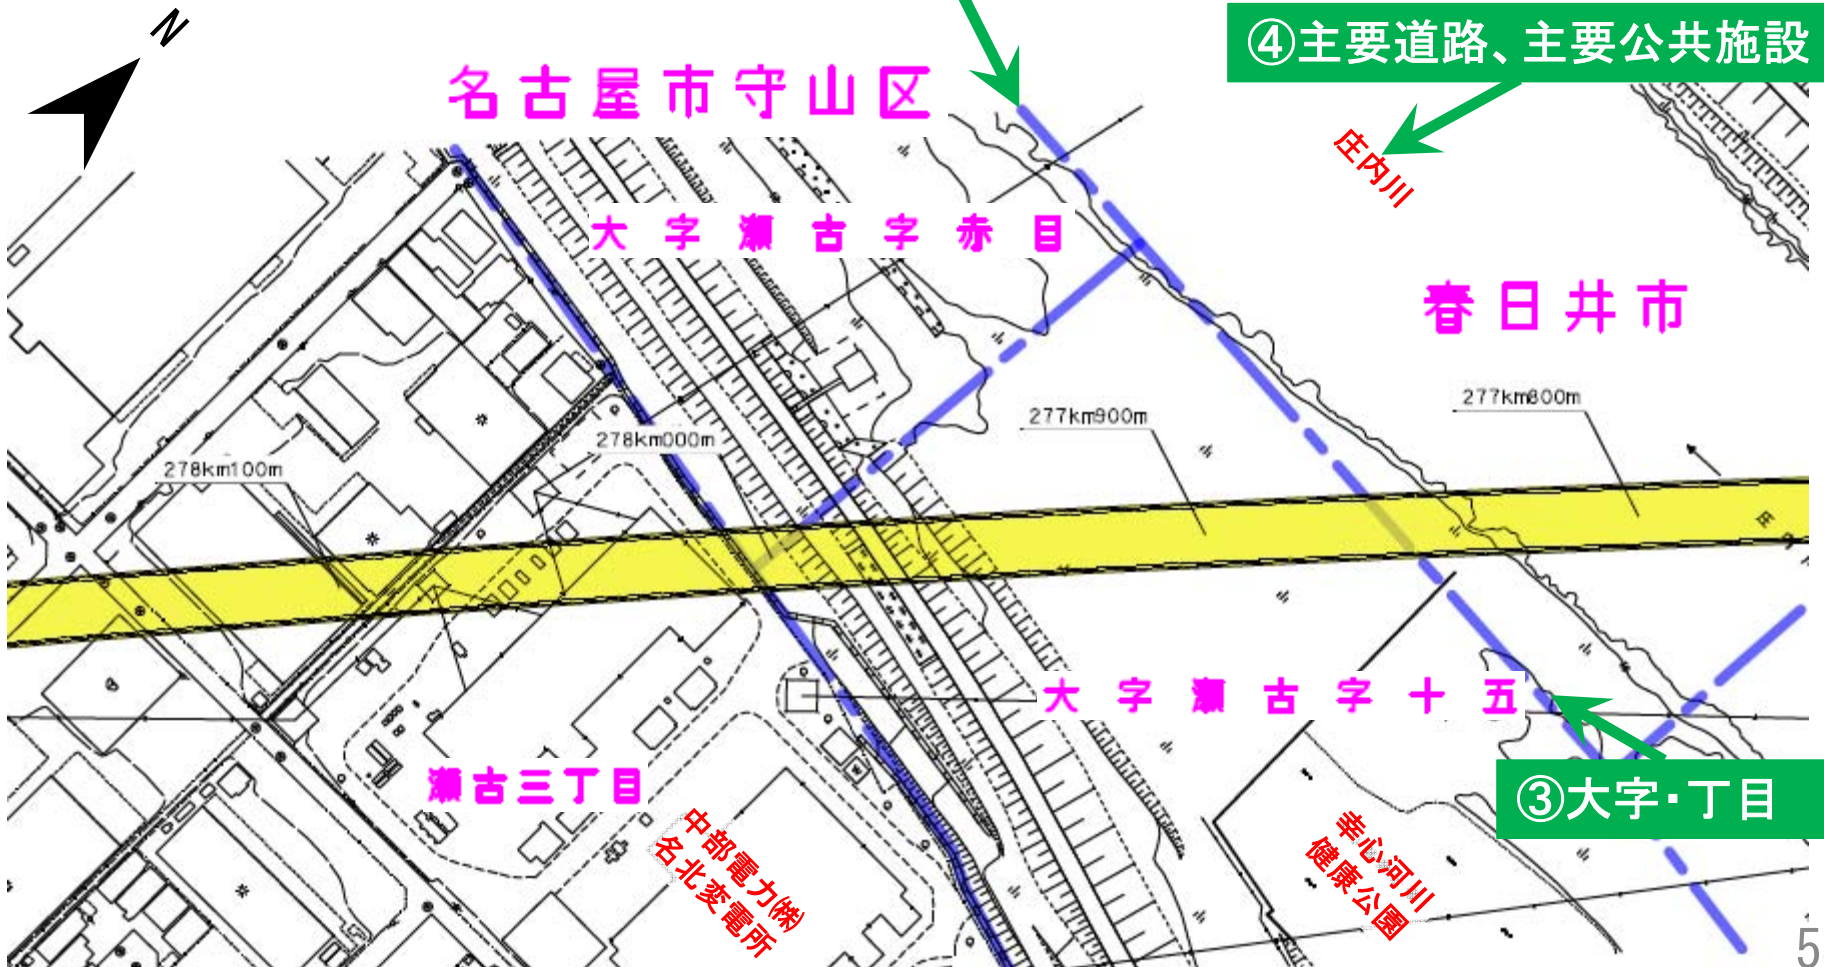 N
④主要道路、主要公共施設
名古屋市守山区
庄内川
大字瀬古字赤目
春日井市
277km800m
277km900m
278km000m
278km100m
大字瀬古字十五
瀬古三丁目
③大字・丁目
中部電力㈱
名北変電所
幸心河川
健康公園
5